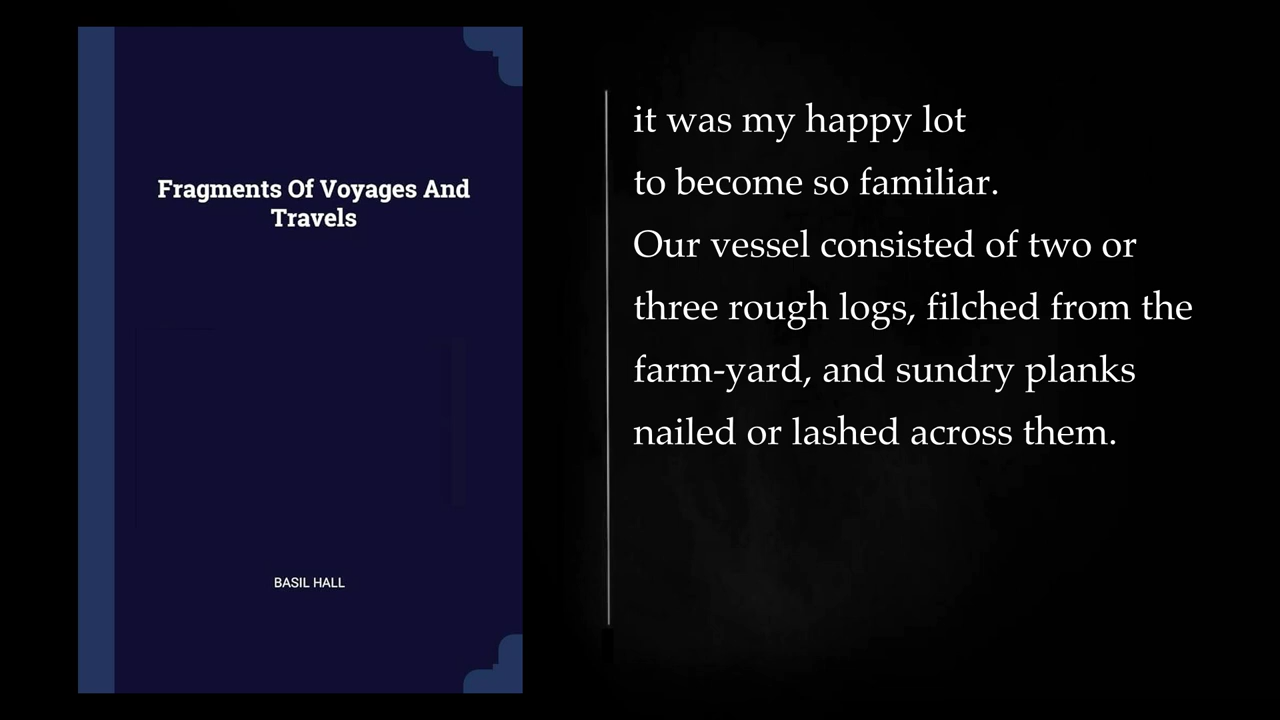 Fragments Of Voyages And
Travels
BASIL HALL
it was my happy lot
to become so familiar.
Our vessel consisted of two or
three rough logs, filched from the
farm-yard, and sundry planks
nailed or lashed across them.